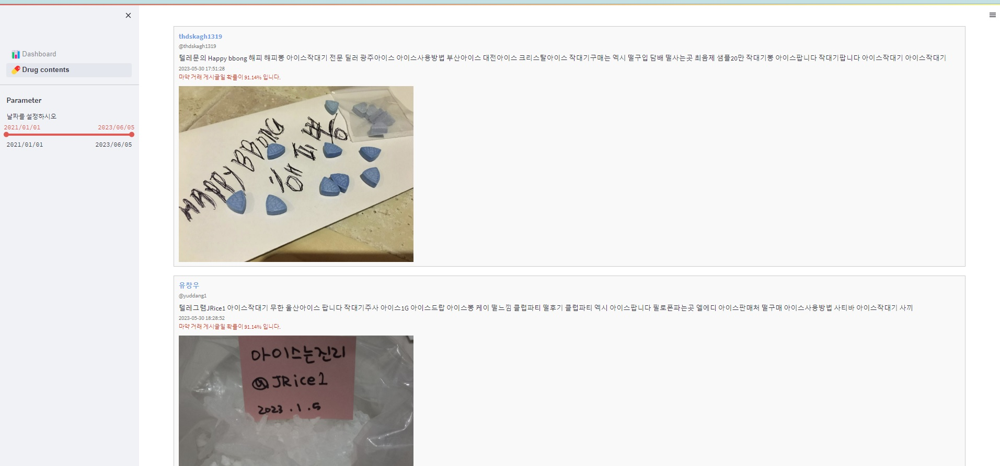 Dashboard
Drug contents
Parameter
날짜를 설정하시오
2021/01/01 2023/06/05
2021/01/01 2023/06/05
thdskagh1319
@thdskagh1319
텔레문의 Happy bbong 해피 해피뽕 아이스작대기 전문 딜러 광주아이스 아이스사용방법 부산아이스 대전아이스 크리스탈아이스 작대기구매는 엑시 떨구입 담배 떨사는곳 최음제 샘플20만 작대기뽕 아이스팝니다 작대기팝니다 아이스작대기 아이스작대기
2023-05-30 17:51:28
마약 거래 게시글일 확률이 91.14% 입니다.
HAPPY BBONG
해피뽕
유창우
@yuddang1
텔레그램JRice1 아이스작대기 무한 울산아이스 팝니다 작대기주사 아이스1G 아이스드랍 아이스뽕 케이 떨느낌 클럽파티 떨후기 클럽파티 엑시 아이스팝니다 필로폰파는곳 엘에디 아이스판매처 떨구매 아이스사용방법 사티바 아이스작대기 사끼
2023-05-30 18:28:52
마약 거래 게시글일 확률이 91.14% 입니다.
아이스는진리
@JRice1
2023.1.5